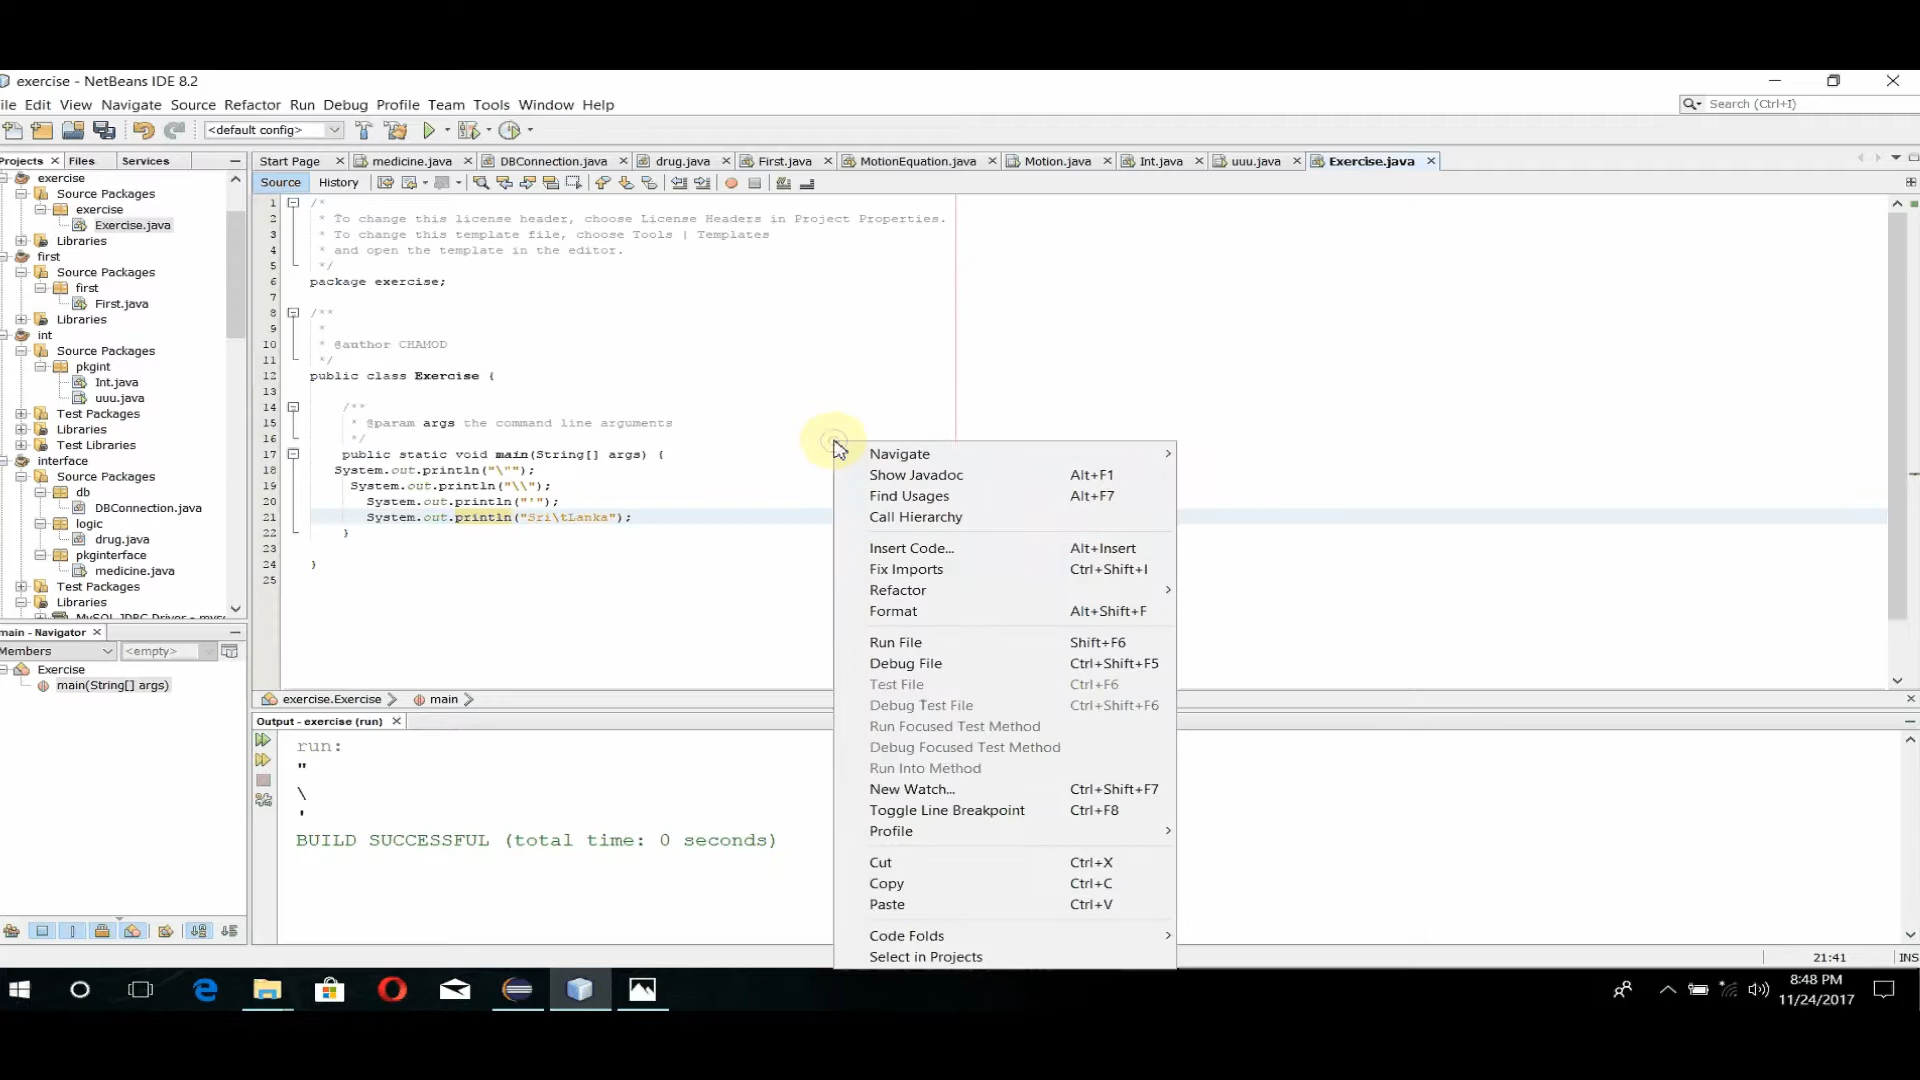 exercise - NetBeans IDE 8.2
ile Edit View Navigate Source Refactor Run Debug Profile Team Tools Window Help
Search (Ctrl+I)
<default config>
Projects Files Services
Start Page medicine.java DBConnection.java drug.java First.java MotionEquation.java Motion.java Int.java uuu.java Exercise.java
Source History
exercise
Source Packages
exercise
Exercise.java
Libraries
first
Source Packages
first
First.java
Libraries
int
Source Packages
pkgint
Int.java
uuu.java
Test Packages
Libraries
Test Libraries
interface
Source Packages
db
DBConnection.java
logic
drug.java
pkginterface
medicine.java
Test Packages
Libraries
MySQL JDBC Driver - mysq
1 /*
2 * To change this license header, choose License Headers in Project Properties.
3 * To change this template file, choose Tools | Templates
4 * and open the template in the editor.
5 */
6 package exercise;
7
8 /**
9 *
10 * @author CHAMOD
11 */
12 public class Exercise {
13
14 /**
15 * @param args the command line arguments
16 */
17 public static void main(String[] args) {
18 System.out.println("\"");
19 System.out.println("\\");
20 System.out.println("'");
21 System.out.println("Sri\tLanka");
22 }
23
24 }
25
Navigate
Show Javadoc Alt+F1
Find Usages Alt+F7
Call Hierarchy
Insert Code... Alt+Insert
Fix Imports Ctrl+Shift+I
Refactor
Format Alt+Shift+F
Run File Shift+F6
Debug File Ctrl+Shift+F5
Test File Ctrl+F6
Debug Test File Ctrl+Shift+F6
Run Focused Test Method
Debug Focused Test Method
Run Into Method
New Watch... Ctrl+Shift+F7
Toggle Line Breakpoint Ctrl+F8
Profile
Cut Ctrl+X
Copy Ctrl+C
Paste Ctrl+V
Code Folds
Select in Projects
main - Navigator
Members <empty>
Exercise
main(String[] args)
exercise.Exercise main
Output - exercise (run)
run:
"
\
'
BUILD SUCCESSFUL (total time: 0 seconds)
21:41 INS
8:48 PM
11/24/2017